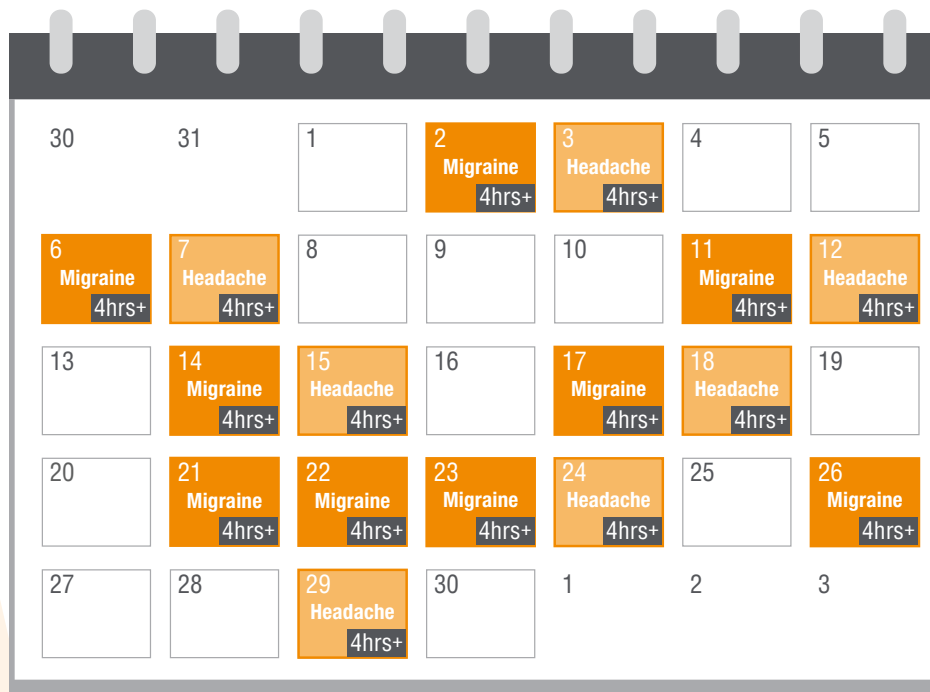 30 31 1 2 3 4 5
Migraine Headache
4hrs+ 4hrs+
6 7 8 9 10 11 12
Migraine Headache Migraine Headache
4hrs+ 4hrs+ 4hrs+ 4hrs+
13 14 15 16 17 18 19
Migraine Headache Migraine Headache
4hrs+ 4hrs+ 4hrs+ 4hrs+
20 21 22 23 24 25 26
Migraine Migraine Migraine Headache Migraine
4hrs+ 4hrs+ 4hrs+ 4hrs+ 4hrs+
27 28 29 30 1 2 3
Headache
4hrs+